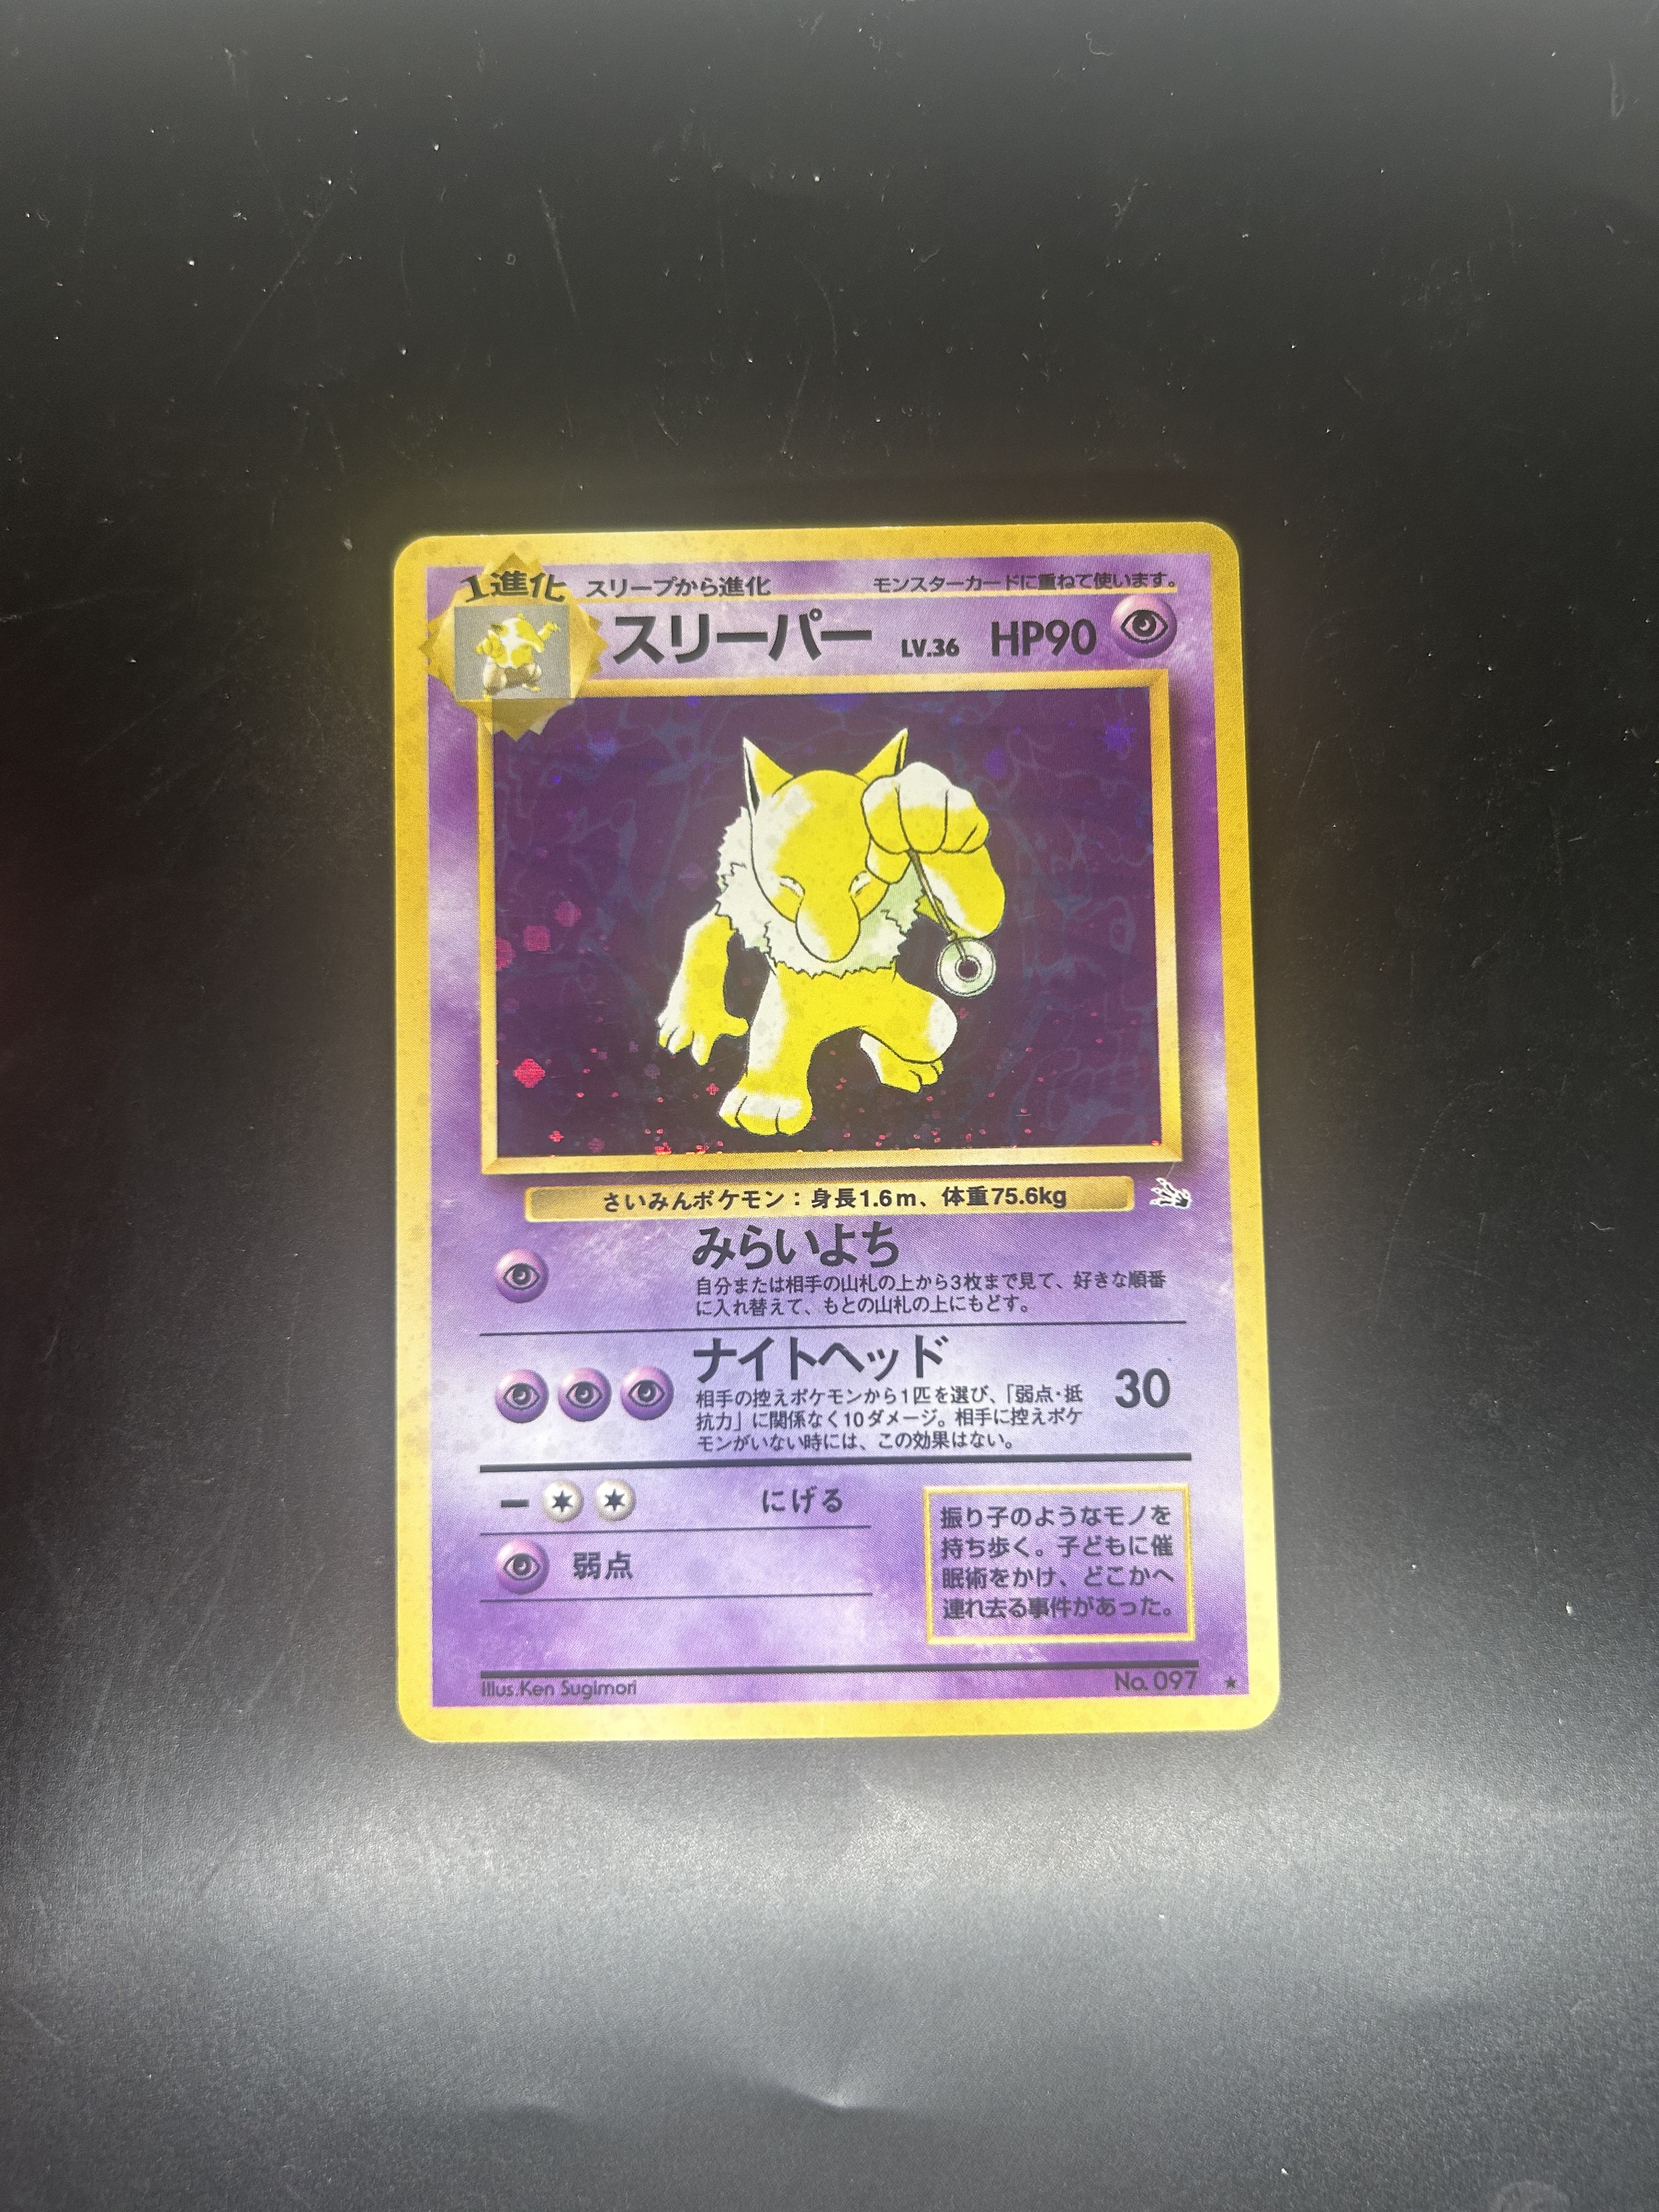 1進化 スリープから進化 モンスターカードに重ねて使います。
スリーパー LV.36 HP90
さいみんポケモン：身長1.6m、体重75.6kg
みらいよち
自分または相手の山札の上から3枚まで見て、好きな順番
に入れ替えて、もとの山札の上にもどす。
ナイトヘッド
相手の控えポケモンから1匹を選び、「弱点・抵
抗力」に関係なく10ダメージ。相手に控えポケ
モンがいない時には、この効果はない。
30
ー にげる
弱点
振り子のようなモノを
持ち歩く。子どもに催
眠術をかけ、どこかへ
連れ去る事件があった。
Illus.Ken Sugimori No.097 ★